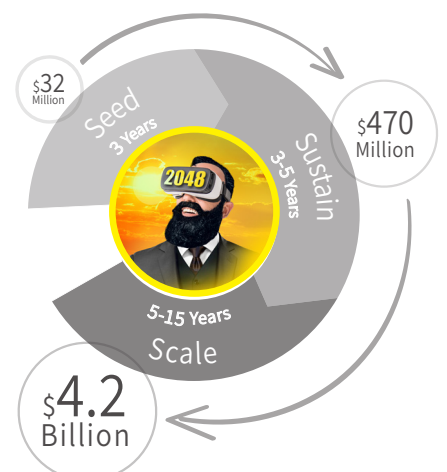 $32
Million
Seed
3 Years
$470
Million
Sustain
3-5 Years
2048
5-15 Years
Scale
$4.2
Billion